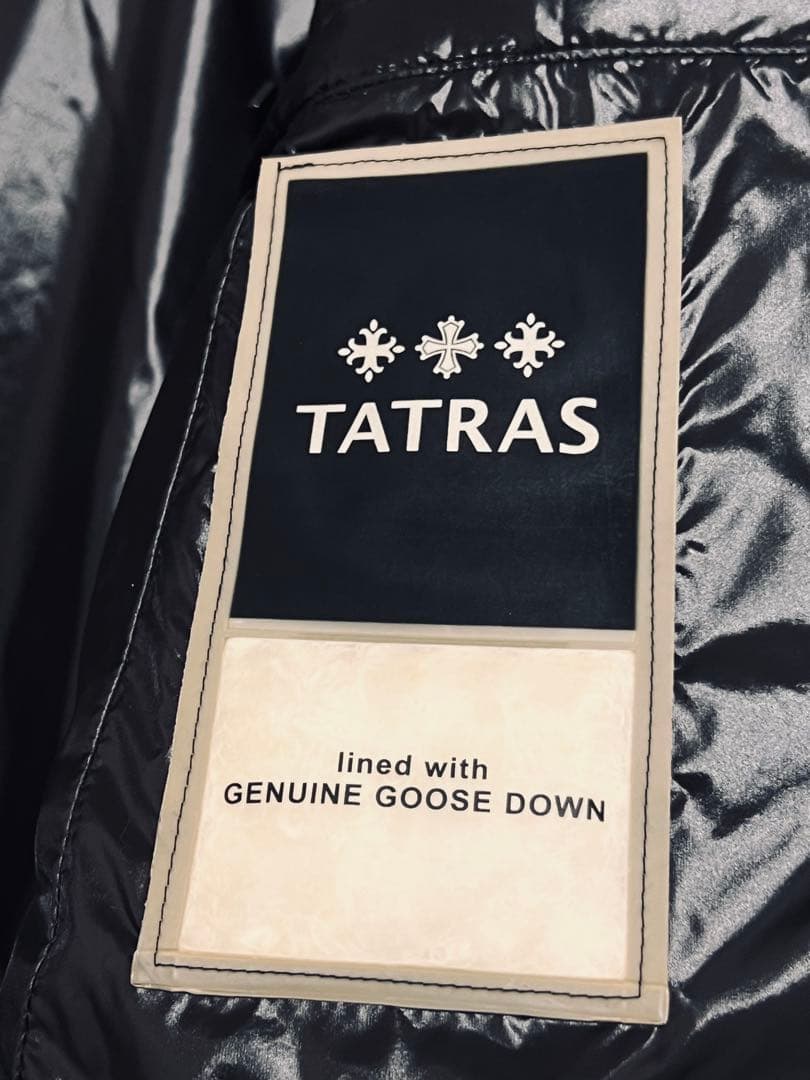 TATRAS
lined with
GENUINE GOOSE DOWN